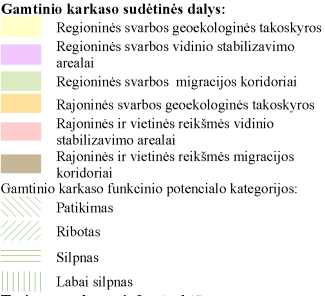 Gamtinio karkaso sudėtinės dalys:
Regioninės svarbos geoekologinės takoskyros
Regioninės svarbos vidinio stabilizavimo
arealai
Regioninės svarbos migracijos koridoriai
Rajoninės svarbos geoekologinės takoskyros
Rajoninės ir vietinės reikšmės vidinio
stabilizavimo arealai
Rajoninės ir vietinės reikšmės migracijos
koridoriai
Gamtinio karkaso funkcinio potencialo kategorijos:
Patikimas
Ribotas
Silpnas
Labai silpnas